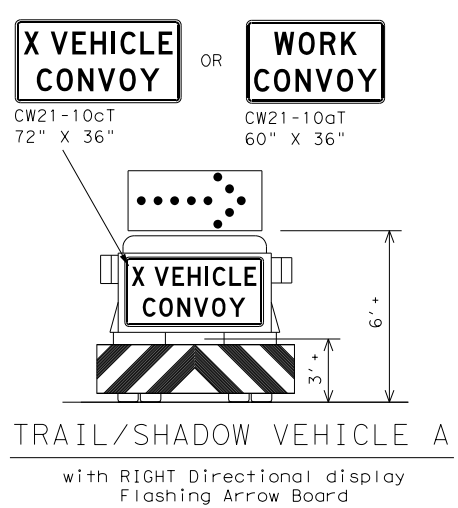 X VEHICLE
CONVOY
OR
WORK
CONVOY
CW21-10cT
72" X 36"
CW21-10aT
60" X 36"
X VEHICLE
CONVOY
6' +
3' +
TRAIL/SHADOW VEHICLE A
with RIGHT Directional display
Flashing Arrow Board